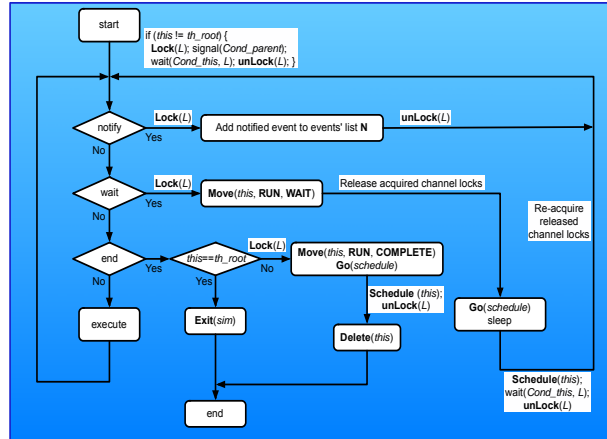 start
if (this != th_root) {
Lock(L); signal(Cond_parent);
wait(Cond_this, L); unLock(L); }
notify
Lock(L)
Yes
No
Add notified event to events' list N
unLock(L)
wait
Lock(L)
Yes
No
Move(this, RUN, WAIT)
Release acquired channel locks
Re-acquire
released
channel locks
end
Yes
No
this==th_root
Lock(L)
No
Yes
Move(this, RUN, COMPLETE)
Go(schedule)
Schedule (this);
unLock(L)
execute
Exit(sim)
Delete(this)
Go(schedule)
sleep
Schedule(this);
wait(Cond_this, L);
unLock(L)
end